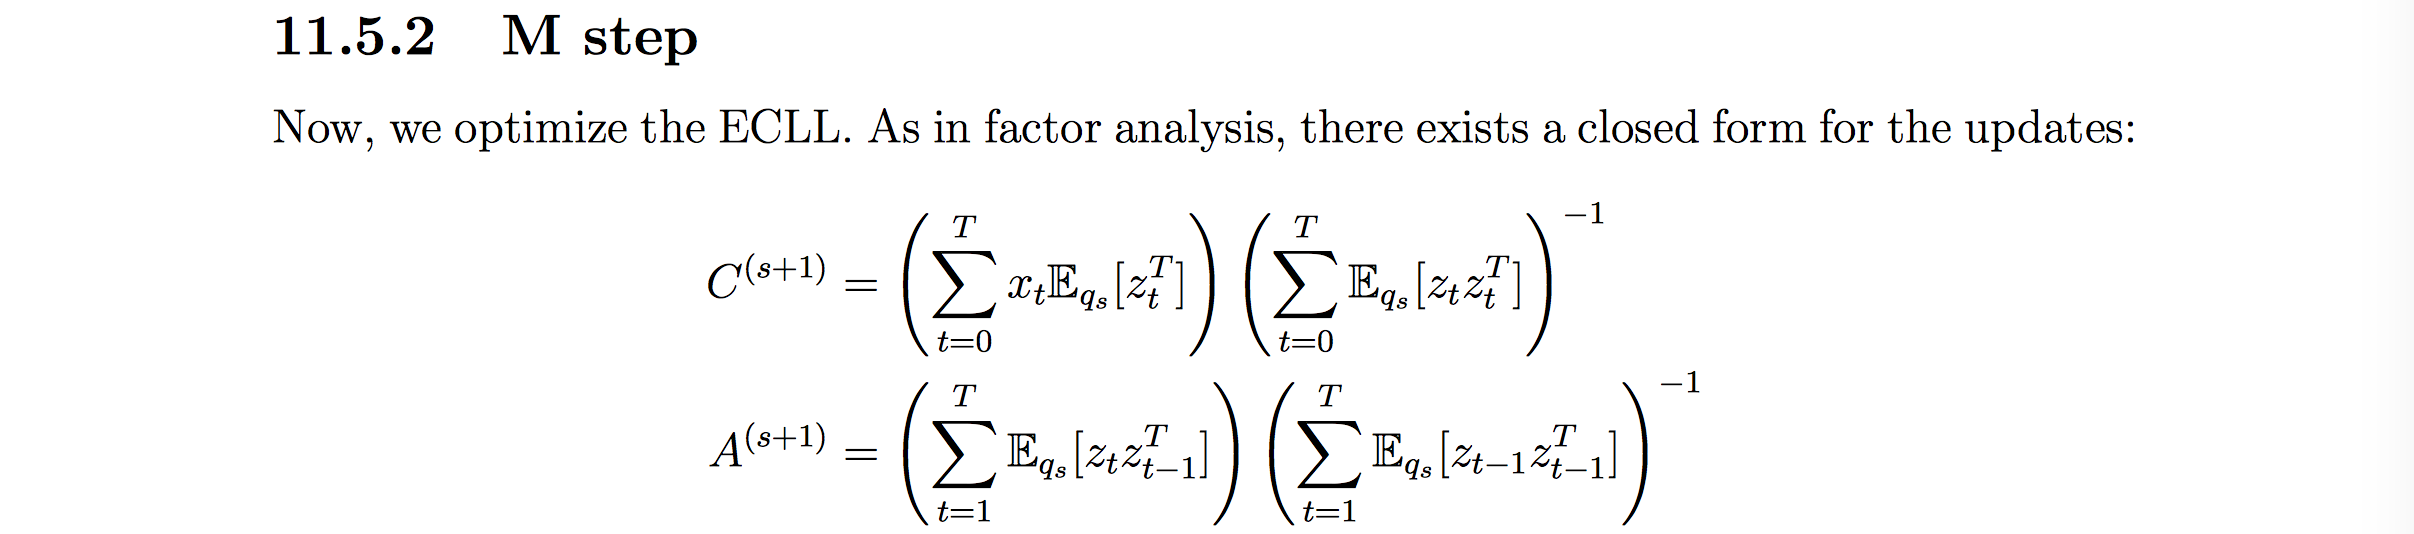 11.5.2 M step
Now, we optimize the ECLL. As in factor analysis, there exists a closed form for the updates:
$C^{(s+1)} = \left( \sum_{t=0}^{T} x_t \mathbb{E}_{q_s}[z_t^T] \right) \left( \sum_{t=0}^{T} \mathbb{E}_{q_s}[z_t z_t^T] \right)^{-1}$
$A^{(s+1)} = \left( \sum_{t=1}^{T} \mathbb{E}_{q_s}[z_t z_{t-1}^T] \right) \left( \sum_{t=1}^{T} \mathbb{E}_{q_s}[z_{t-1} z_{t-1}^T] \right)^{-1}$